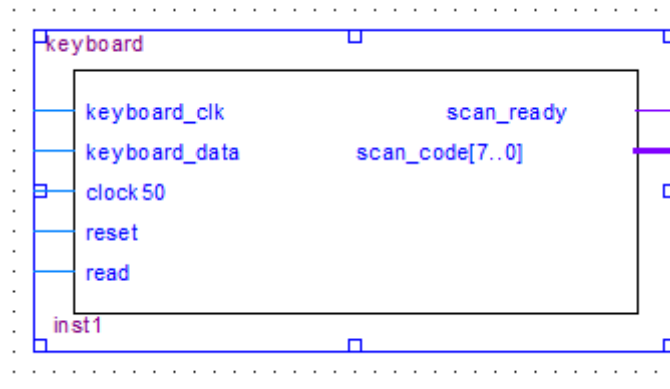 keyboard
keyboard_clk scan_ready
keyboard_data scan_code[7..0]
clock50
reset
read
inst1